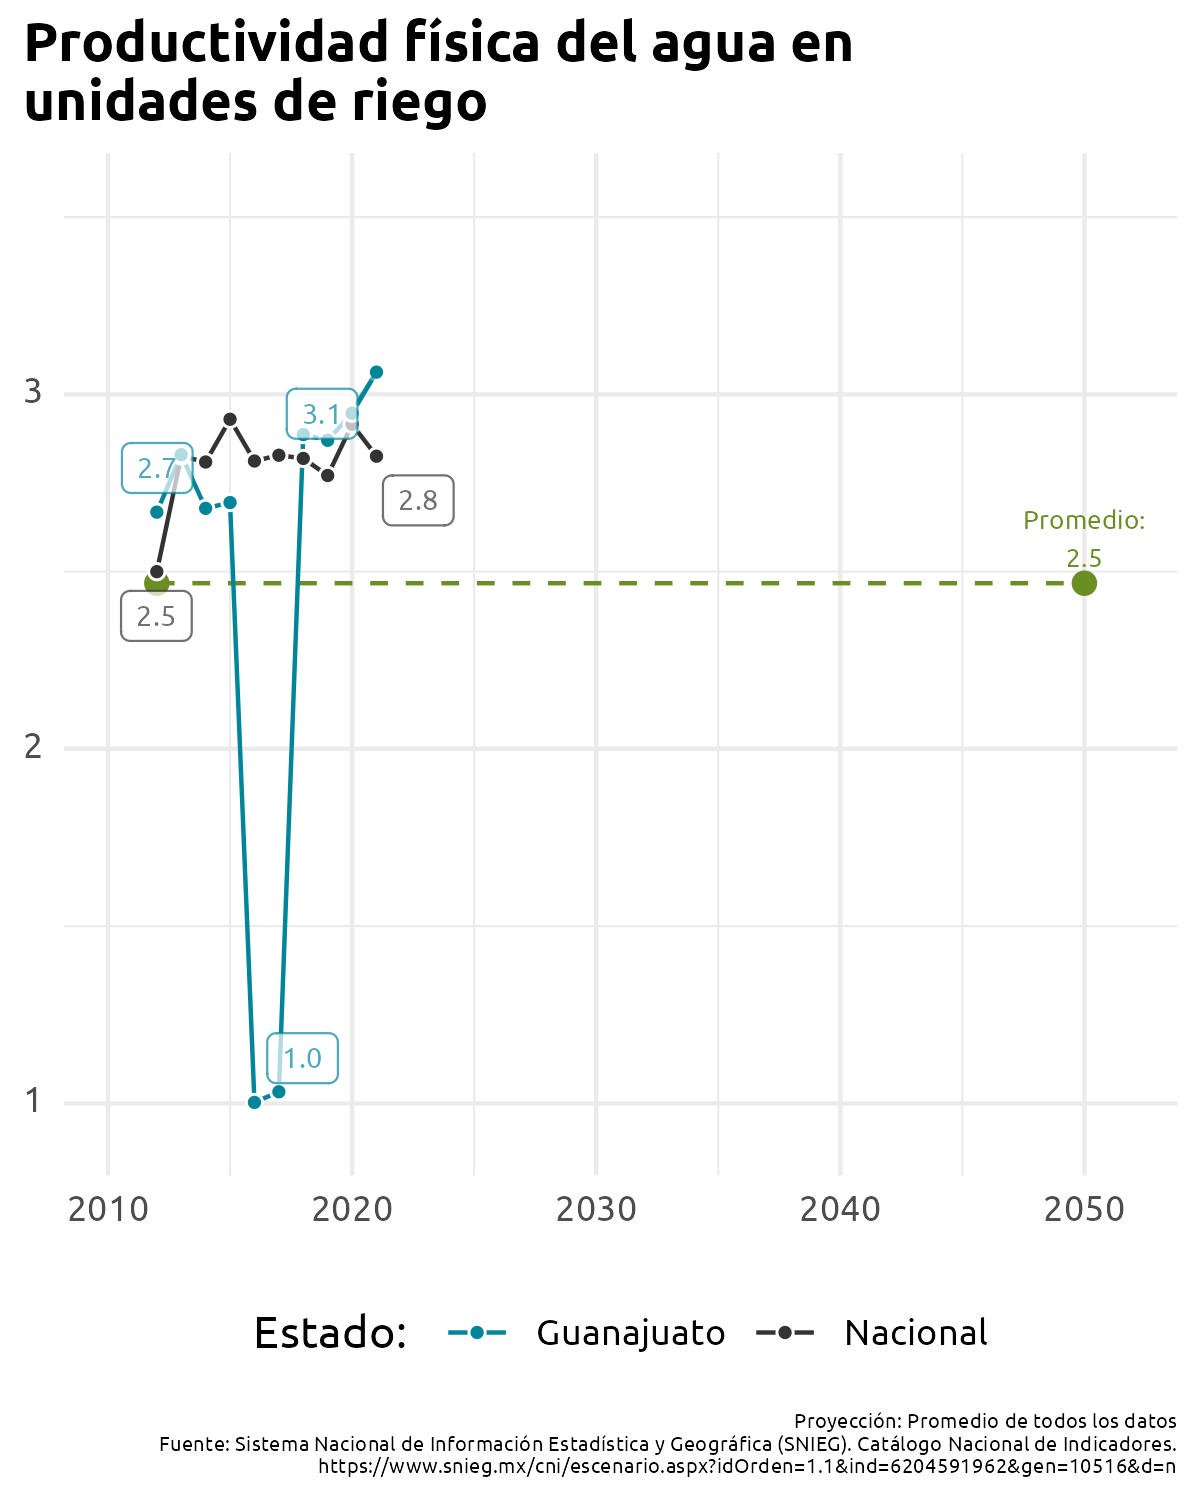 Productividad física del agua en
unidades de riego
3
3.1
2.7
2.8
Promedio:
2.5
2.5
2
1.0
1
2010 2020 2030 2040 2050
Estado: Guanajuato Nacional
Proyección: Promedio de todos los datos
Fuente: Sistema Nacional de Información Estadística y Geográfica (SNIEG). Catálogo Nacional de Indicadores.
https://www.snieg.mx/cni/escenario.aspx?idOrden=1.1&ind=6204591962&gen=10516&d=n